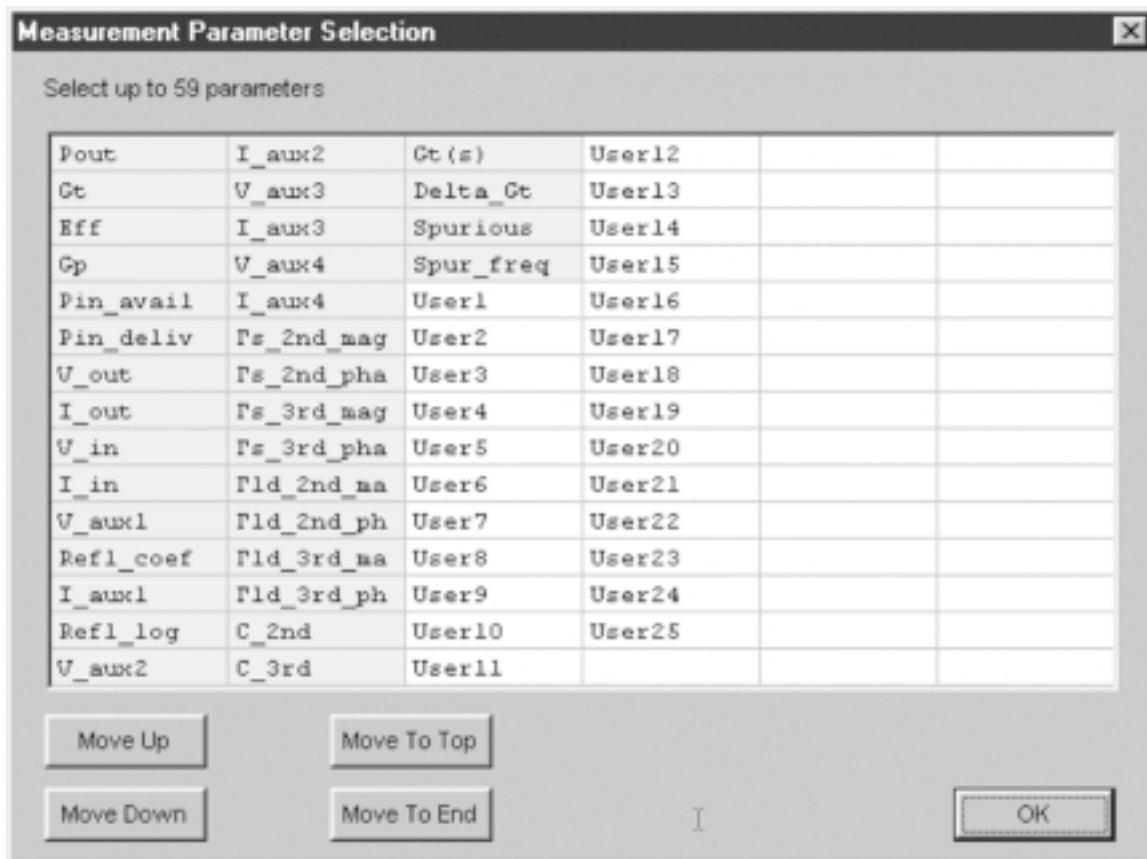 Measurement Parameter Selection
Select up to 59 parameters
Pout I_aux2 Gt(s) User12
Gt V_aux3 Delta_Gt User13
Eff I_aux3 Spurious User14
Gp V_aux4 Spur_freq User15
Pin_avail I_aux4 User1 User16
Pin_deliv Γs_2nd_mag User2 User17
V_out Γs_2nd_pha User3 User18
I_out Γs_3rd_mag User4 User19
V_in Γs_3rd_pha User5 User20
I_in Γld_2nd_ma User6 User21
V_aux1 Γld_2nd_ph User7 User22
Refl_coef Γld_3rd_ma User8 User23
I_aux1 Γld_3rd_ph User9 User24
Refl_log C_2nd User10 User25
V_aux2 C_3rd User11
Move Up Move To Top
Move Down Move To End OK